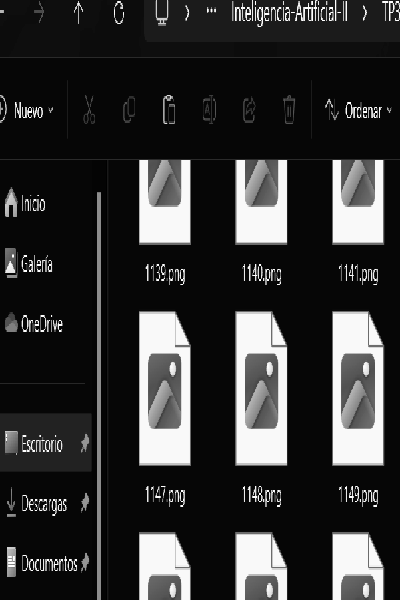 Inteligencia-Artificial-II > TP3
Nuevo
Ordenar
Inicio
Galería
OneDrive
Escritorio
Descargas
Documentos
1139.png 1140.png 1141.png
1147.png 1148.png 1149.png